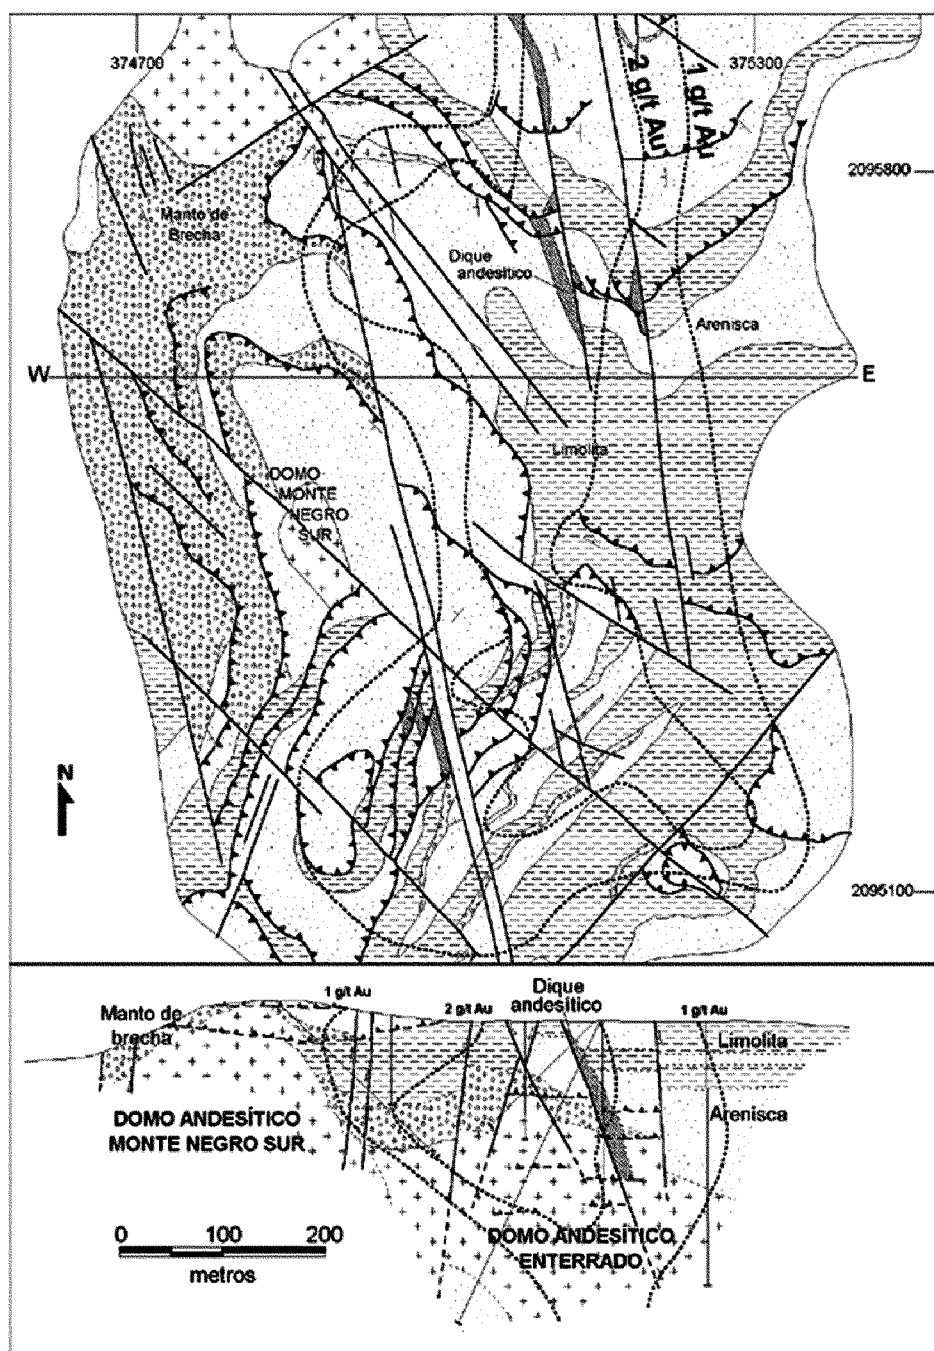 374700
375300
2 g/t Au
1 g/t Au
2095800
Manto de
Brecha
Dique
andesítico
Arenisca
W
E
Limolita
DOMO
MONTE
NEGRO
SUR
N
2095100
Dique
andesítico
1 g/t Au
2 g/t Au
1 g/t Au
Manto de
brecha
Limolita
DOMO ANDESÍTICO
MONTE NEGRO SUR
Arenisca
0 100 200
metros
DOMO ANDESÍTICO
ENTERRADO